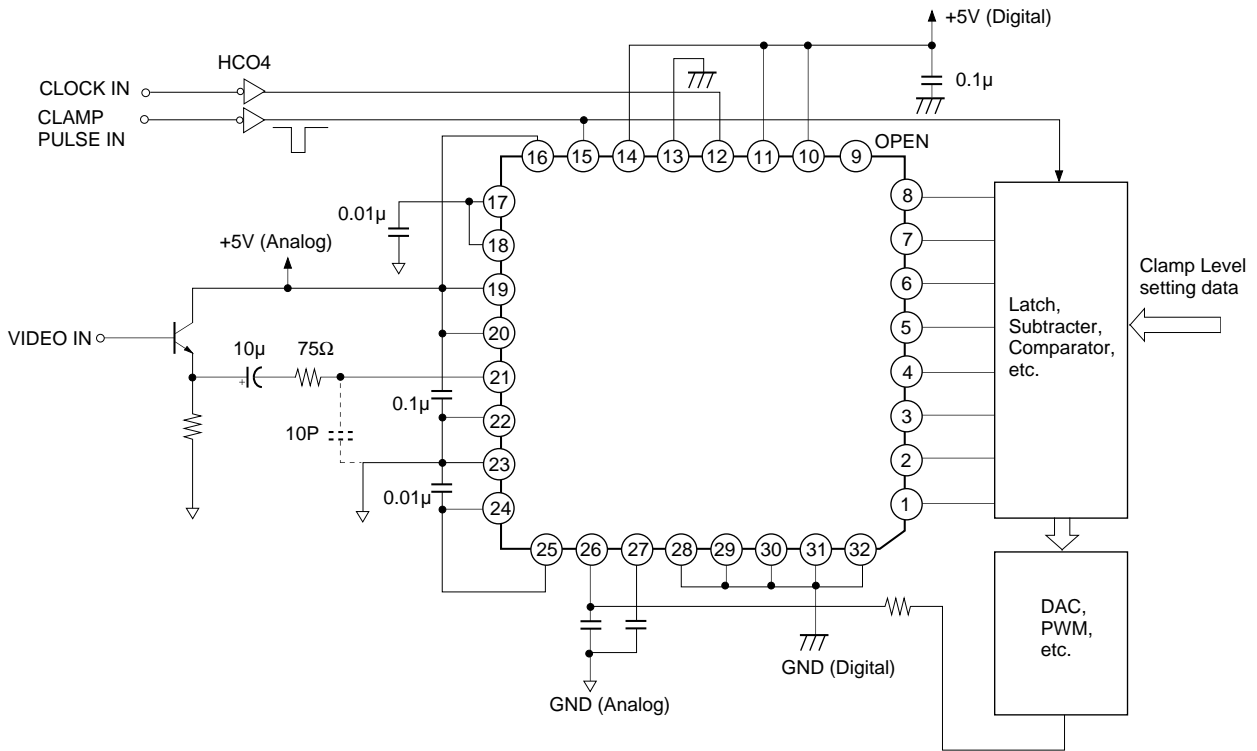 +5V (Digital)
HCO4
CLOCK IN
0.1µ
CLAMP
PULSE IN
OPEN
16
15
14
13
12
11
10
9
17
8
0.01µ
18
7
+5V (Analog)
19
6
Clamp Level
setting data
Latch,
Subtracter,
Comparator,
etc.
VIDEO IN
20
5
10µ
75Ω
21
4
0.1µ
22
3
10P
23
2
0.01µ
24
1
25
26
27
28
29
30
31
32
DAC,
PWM,
etc.
GND (Digital)
GND (Analog)